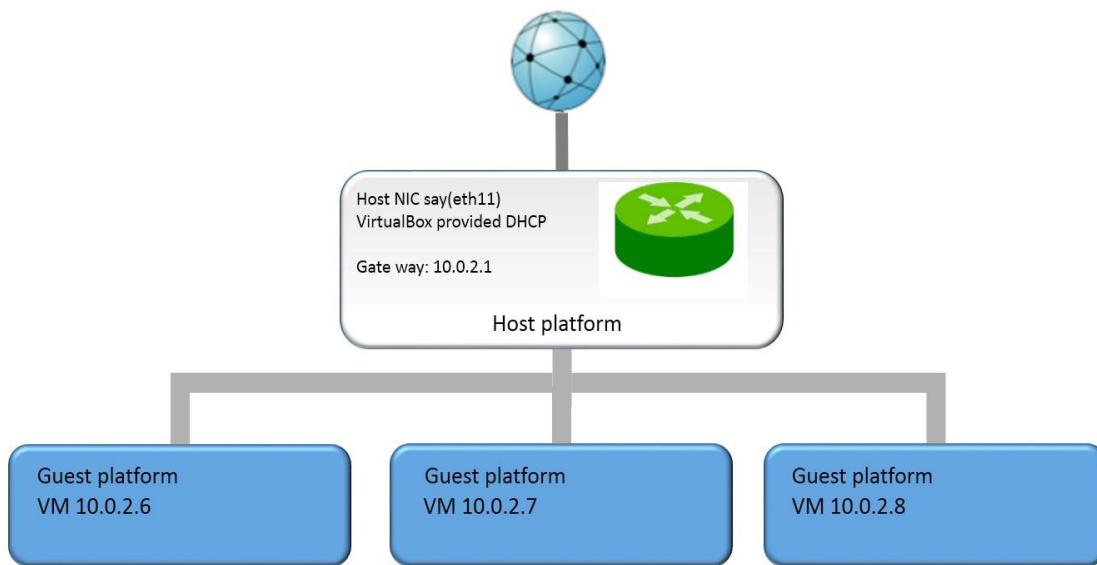 Host NIC say(eth11)
VirtualBox provided DHCP
Gate way: 10.0.2.1
Host platform
Guest platform
VM 10.0.2.6
Guest platform
VM 10.0.2.7
Guest platform
VM 10.0.2.8